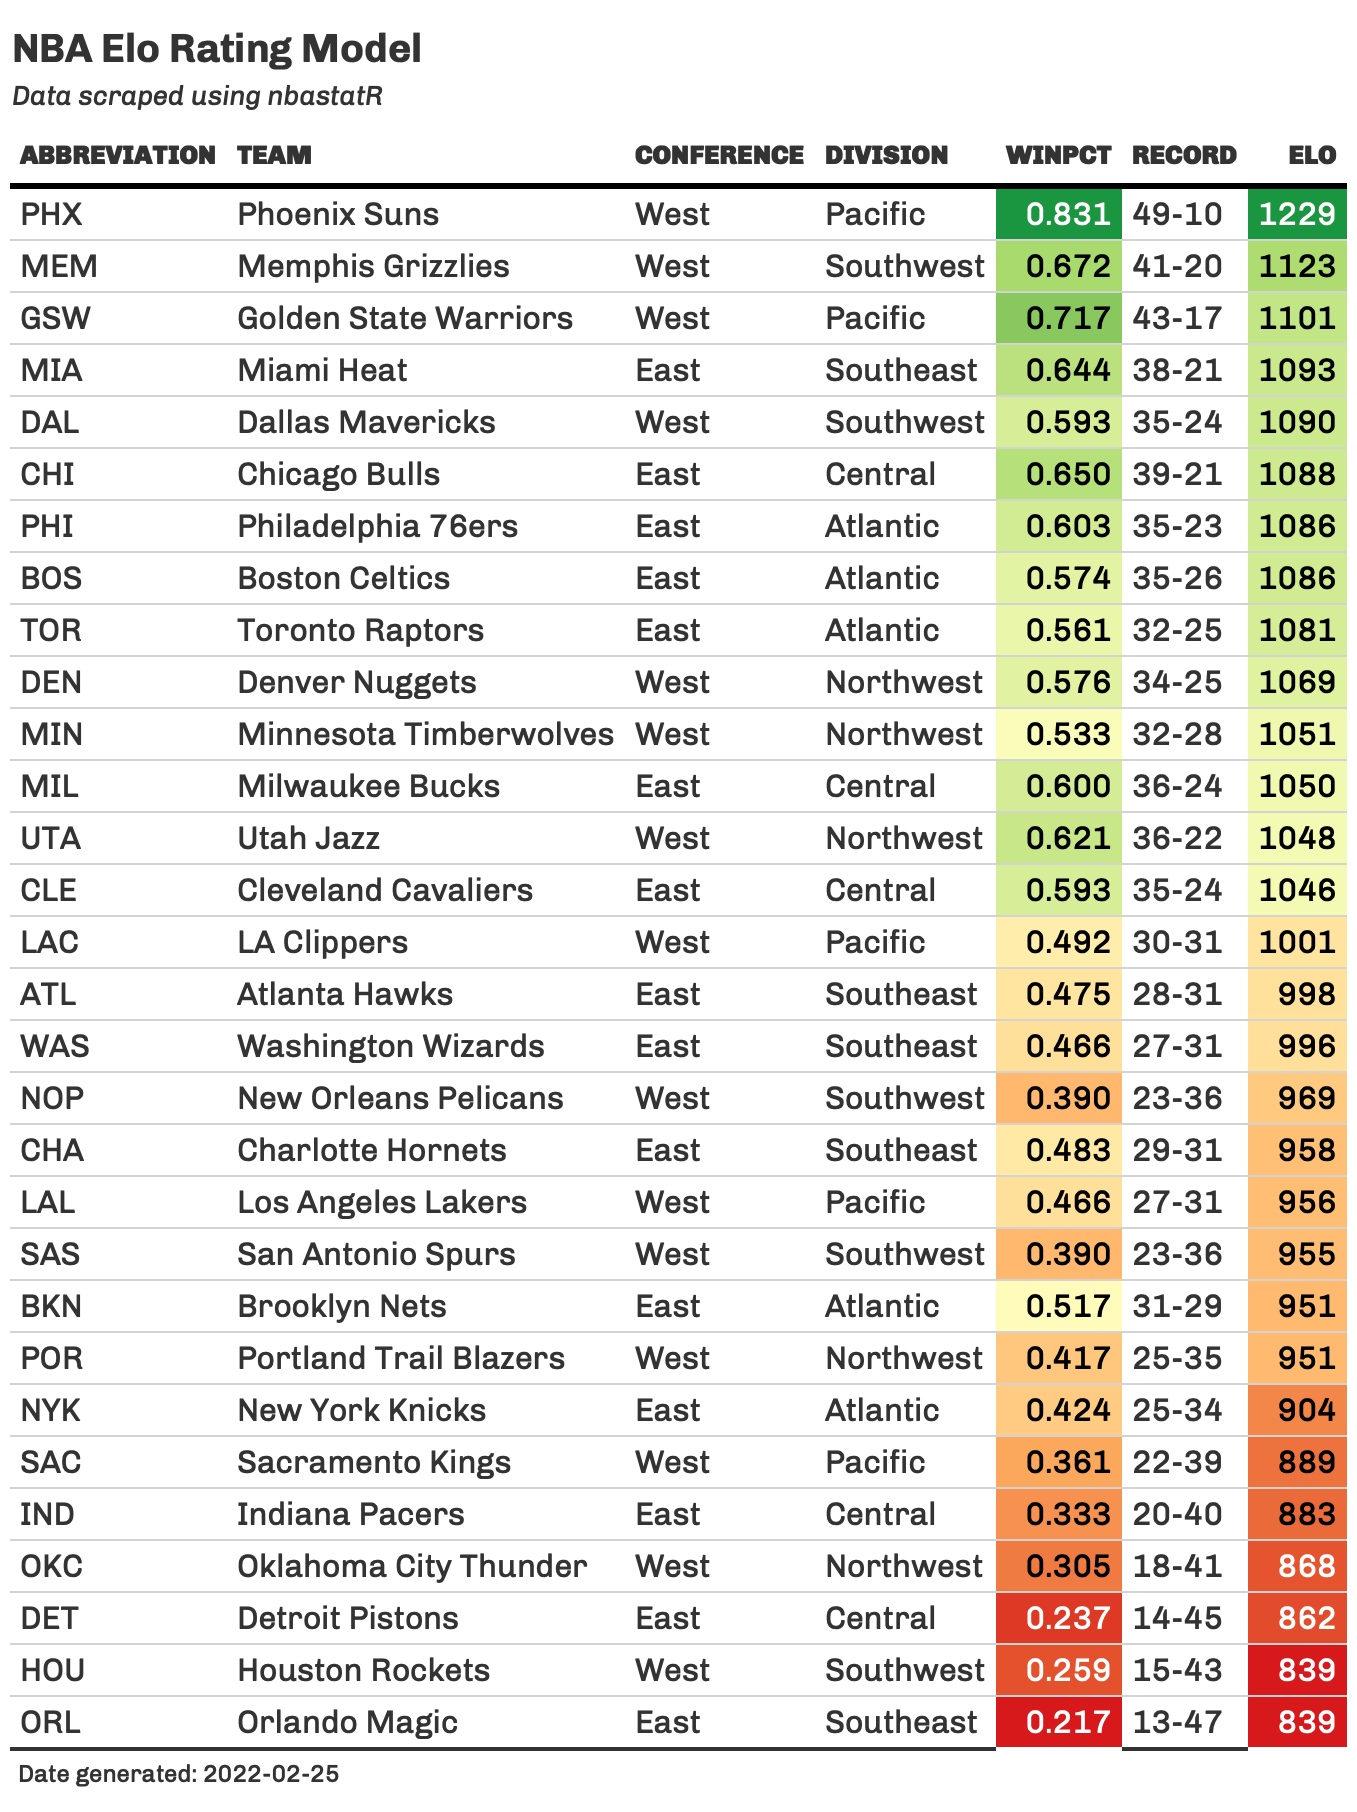 NBA Elo Rating Model
Data scraped using nbastatR
ABBREVIATION TEAM CONFERENCE DIVISION WINPCT RECORD ELO
PHX Phoenix Suns West Pacific 0.831 49-10 1229
MEM Memphis Grizzlies West Southwest 0.672 41-20 1123
GSW Golden State Warriors West Pacific 0.717 43-17 1101
MIA Miami Heat East Southeast 0.644 38-21 1093
DAL Dallas Mavericks West Southwest 0.593 35-24 1090
CHI Chicago Bulls East Central 0.650 39-21 1088
PHI Philadelphia 76ers East Atlantic 0.603 35-23 1086
BOS Boston Celtics East Atlantic 0.574 35-26 1086
TOR Toronto Raptors East Atlantic 0.561 32-25 1081
DEN Denver Nuggets West Northwest 0.576 34-25 1069
MIN Minnesota Timberwolves West Northwest 0.533 32-28 1051
MIL Milwaukee Bucks East Central 0.600 36-24 1050
UTA Utah Jazz West Northwest 0.621 36-22 1048
CLE Cleveland Cavaliers East Central 0.593 35-24 1046
LAC LA Clippers West Pacific 0.492 30-31 1001
ATL Atlanta Hawks East Southeast 0.475 28-31 998
WAS Washington Wizards East Southeast 0.466 27-31 996
NOP New Orleans Pelicans West Southwest 0.390 23-36 969
CHA Charlotte Hornets East Southeast 0.483 29-31 958
LAL Los Angeles Lakers West Pacific 0.466 27-31 956
SAS San Antonio Spurs West Southwest 0.390 23-36 955
BKN Brooklyn Nets East Atlantic 0.517 31-29 951
POR Portland Trail Blazers West Northwest 0.417 25-35 951
NYK New York Knicks East Atlantic 0.424 25-34 904
SAC Sacramento Kings West Pacific 0.361 22-39 889
IND Indiana Pacers East Central 0.333 20-40 883
OKC Oklahoma City Thunder West Northwest 0.305 18-41 868
DET Detroit Pistons East Central 0.237 14-45 862
HOU Houston Rockets West Southwest 0.259 15-43 839
ORL Orlando Magic East Southeast 0.217 13-47 839
Date generated: 2022-02-25